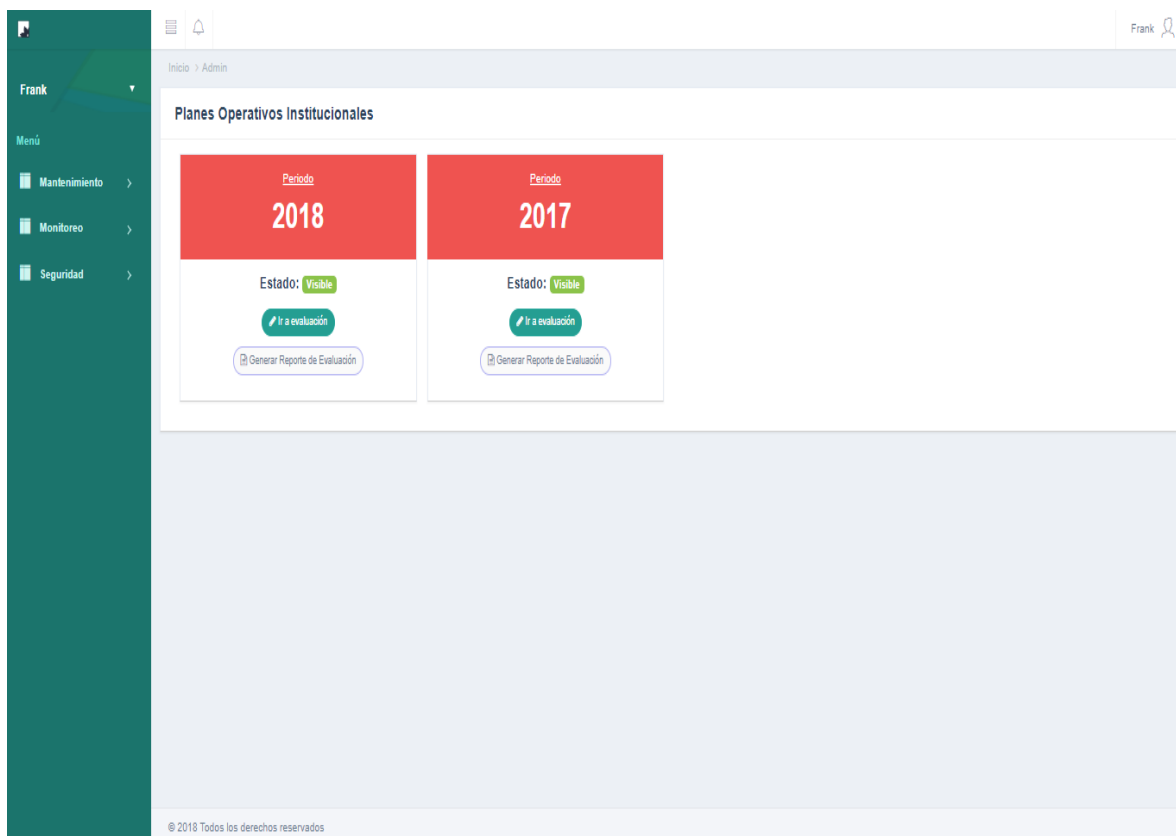 Frank
Inicio > Admin
Frank
Menú
Mantenimiento
Monitoreo
Seguridad
Planes Operativos Institucionales
Periodo
2018
Estado: Visible
Ir a evaluación
Generar Reporte de Evaluación
Periodo
2017
Estado: Visible
Ir a evaluación
Generar Reporte de Evaluación
© 2018 Todos los derechos reservados